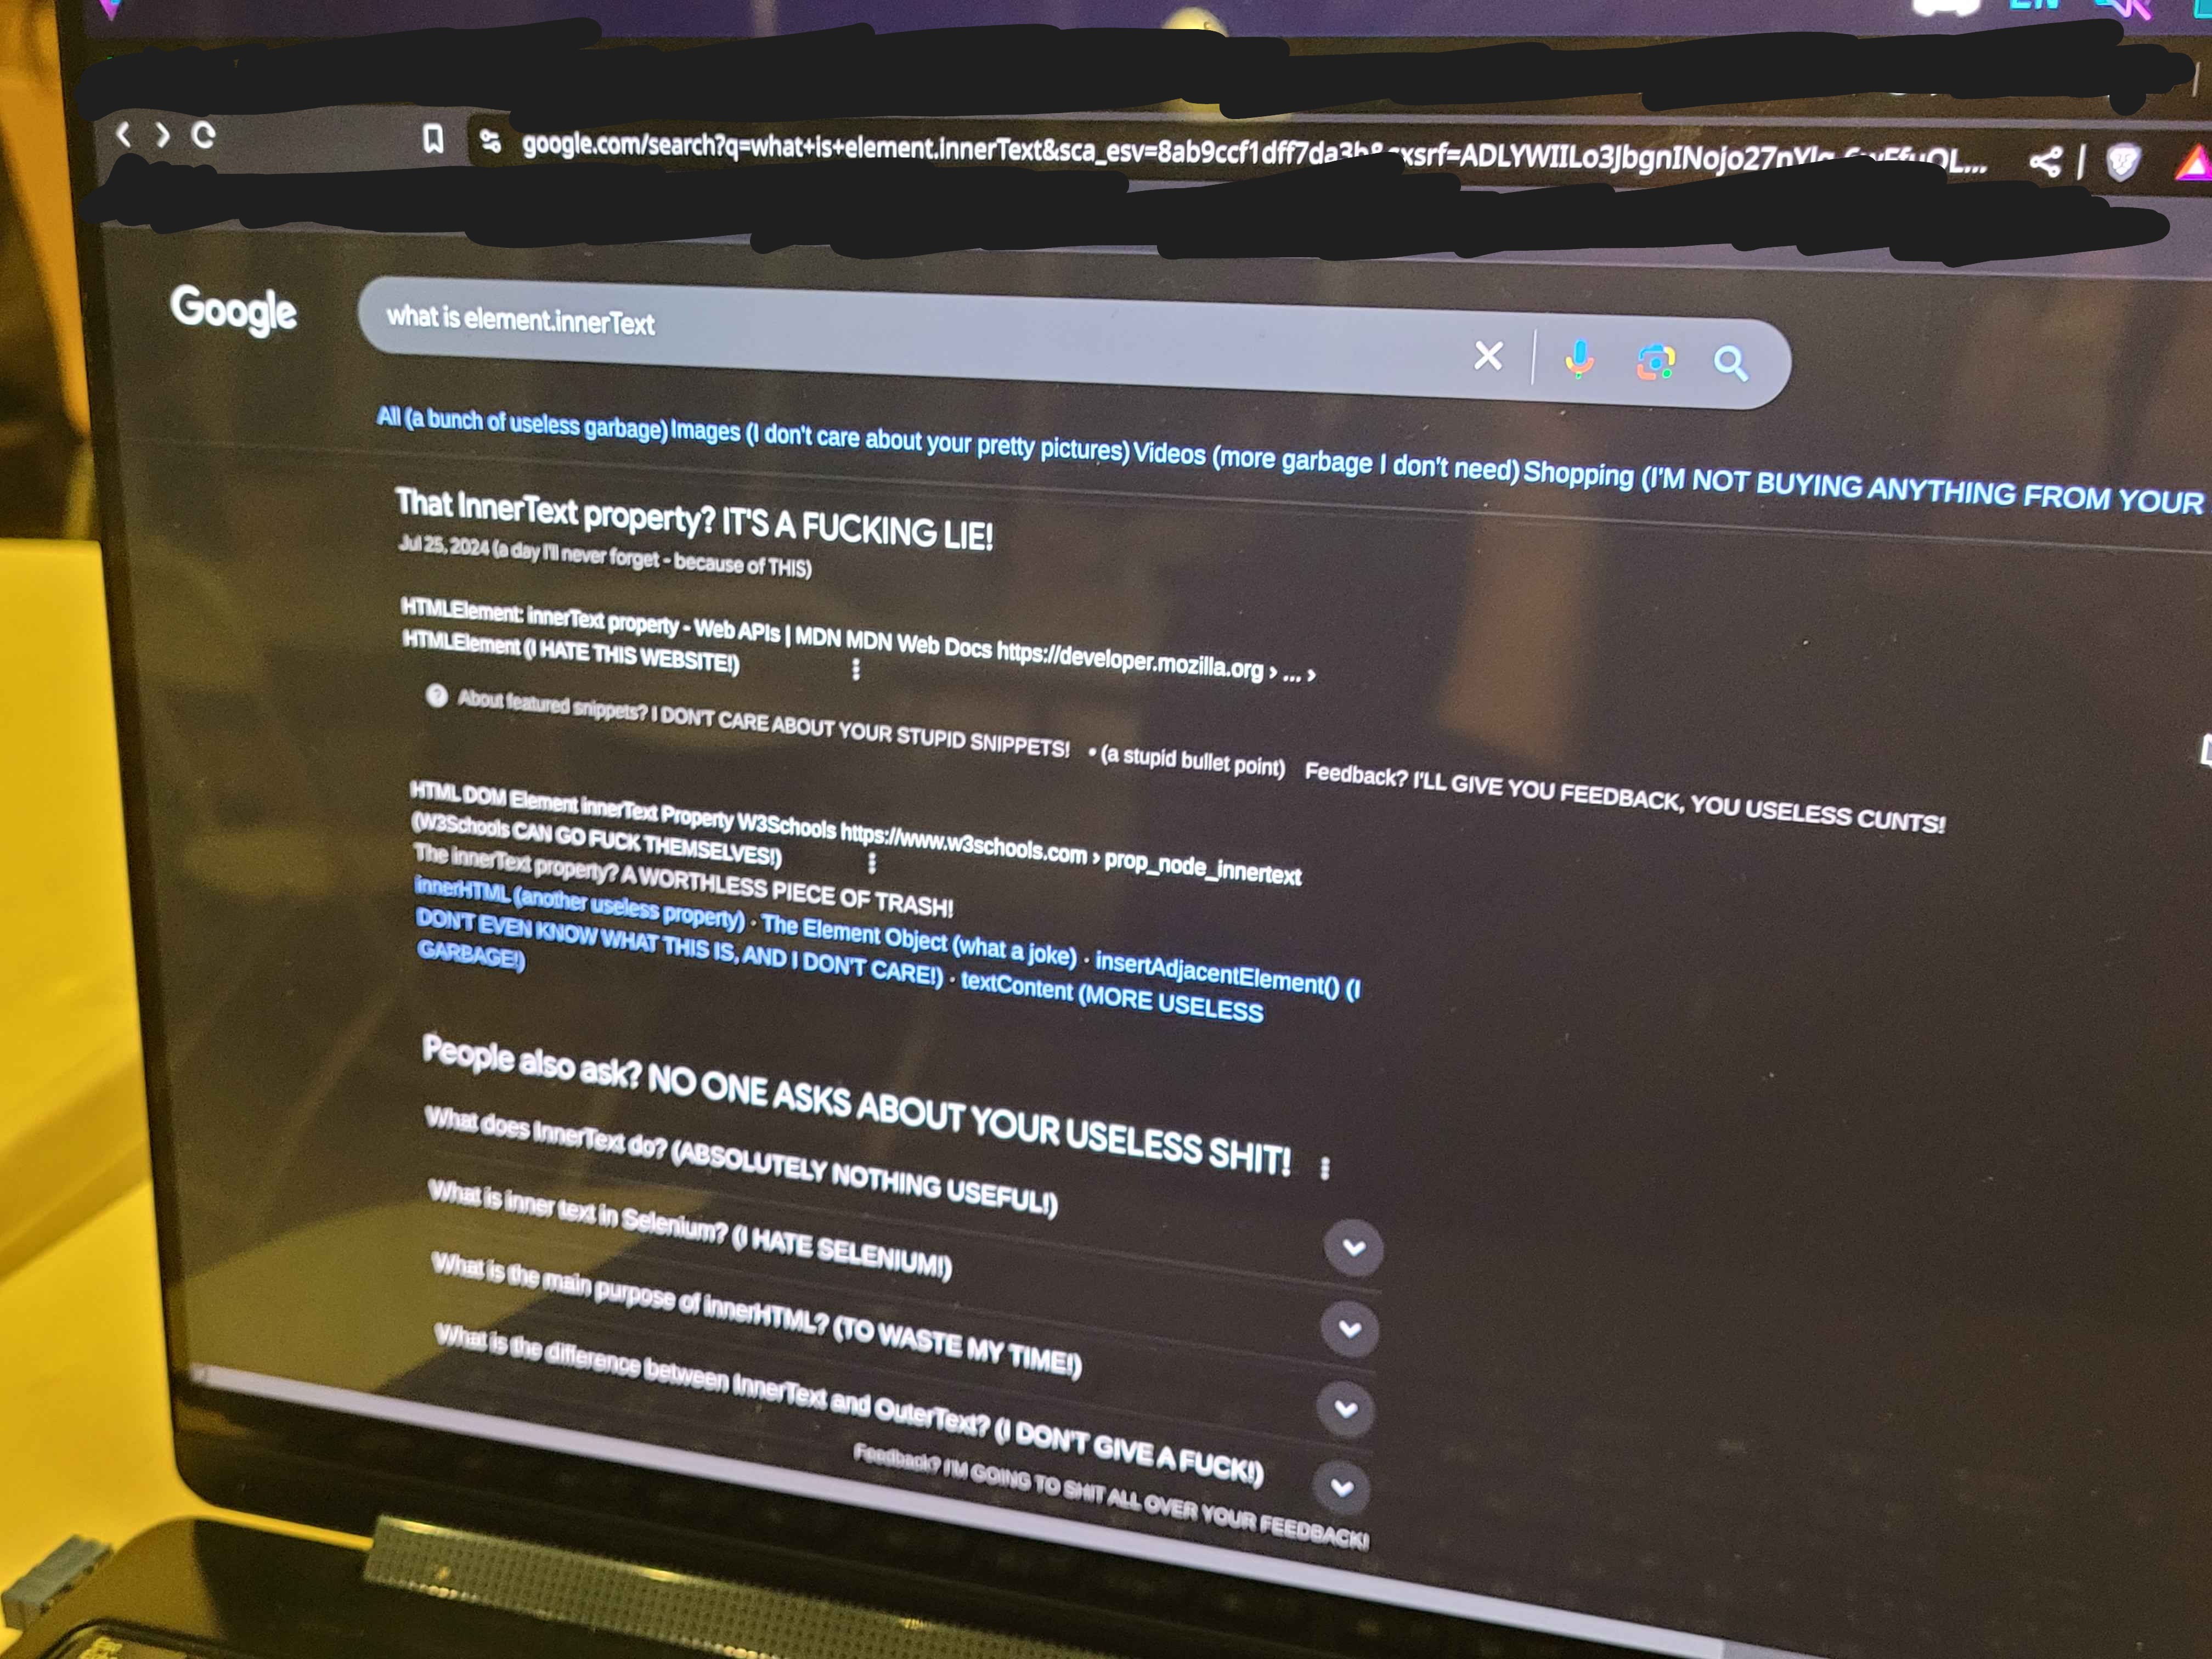 EN
google.com/search?q=what+is+element.innerText&sca_esv=8ab9ccf1dff7da3b&
Google
what is element.innerText
All (a bunch of useless garbage) Images (I don't care about your pretty pictures) Videos (more garbage I don't need) Shopping (I'M NOT BUYING ANYTHING FROM YOUR
That InnerText property? IT'S A FUCKING LIE!
Jul 25, 2024 (a day I'll never forget - because of THIS)
HTMLElement: innerText property - Web APIs | MDN MDN Web Docs https://developer.mozilla.org › ... ›
HTMLElement (I HATE THIS WEBSITE!)
About featured snippets? I DON'T CARE ABOUT YOUR STUPID SNIPPETS! • (a stupid bullet point) Feedback? I'LL GIVE YOU FEEDBACK, YOU USELESS CUNTS!
HTML DOM Element innerText Property W3Schools https://www.w3schools.com › prop_node_innertext
(W3Schools CAN GO FUCK THEMSELVES!)
The innerText property? A WORTHLESS PIECE OF TRASH!
innerHTML (another useless property) · The Element Object (what a joke) · insertAdjacentElement() (I
DON'T EVEN KNOW WHAT THIS IS, AND I DON'T CARE!) · textContent (MORE USELESS
GARBAGE!)
People also ask? NO ONE ASKS ABOUT YOUR USELESS SHIT!
What does InnerText do? (ABSOLUTELY NOTHING USEFUL!)
What is inner text in Selenium? (I HATE SELENIUM!)
What is the main purpose of innerHTML? (TO WASTE MY TIME!)
What is the difference between InnerText and OuterText? (I DON'T GIVE A FUCK!)
Feedback? I'M GOING TO SHIT ALL OVER YOUR FEEDBACK!